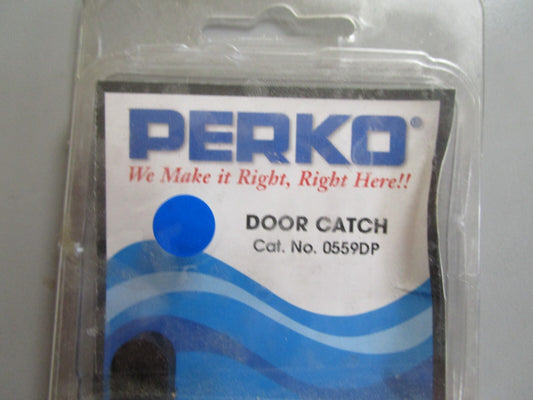 PERKO®
We Make it Right, Right Here!!
DOOR CATCH
Cat. No. 0559DP